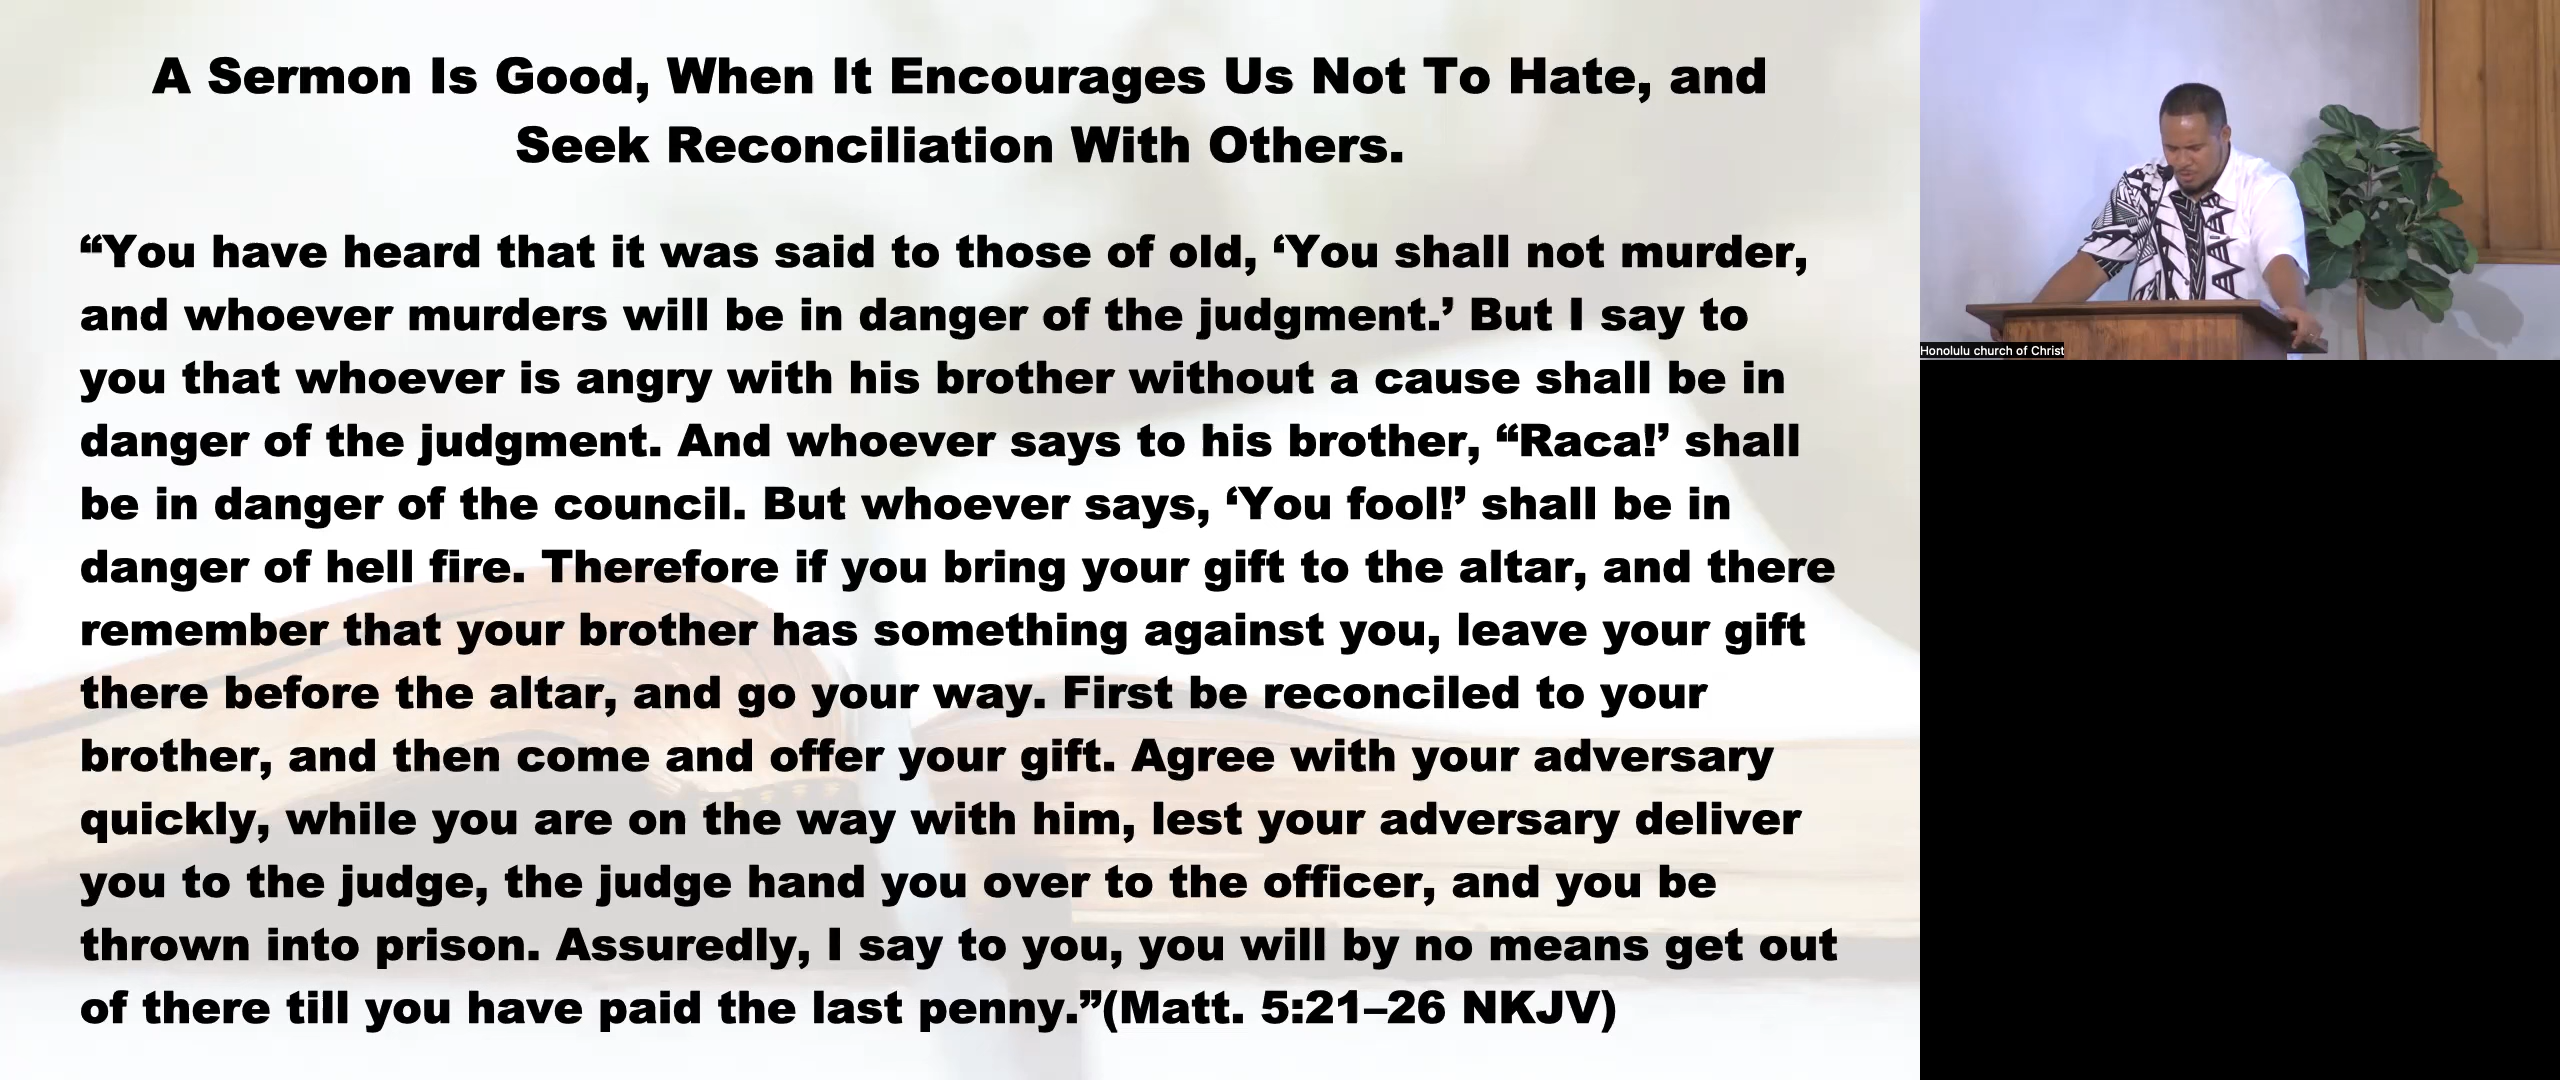 A Sermon Is Good, When It Encourages Us Not To Hate, and
Seek Reconciliation With Others.
“You have heard that it was said to those of old, ‘You shall not murder,
and whoever murders will be in danger of the judgment.’ But I say to
you that whoever is angry with his brother without a cause shall be in
danger of the judgment. And whoever says to his brother, “Raca!’ shall
be in danger of the council. But whoever says, ‘You fool!’ shall be in
danger of hell fire. Therefore if you bring your gift to the altar, and there
remember that your brother has something against you, leave your gift
there before the altar, and go your way. First be reconciled to your
brother, and then come and offer your gift. Agree with your adversary
quickly, while you are on the way with him, lest your adversary deliver
you to the judge, the judge hand you over to the officer, and you be
thrown into prison. Assuredly, I say to you, you will by no means get out
of there till you have paid the last penny.”(Matt. 5:21–26 NKJV)
Honolulu church of Christ